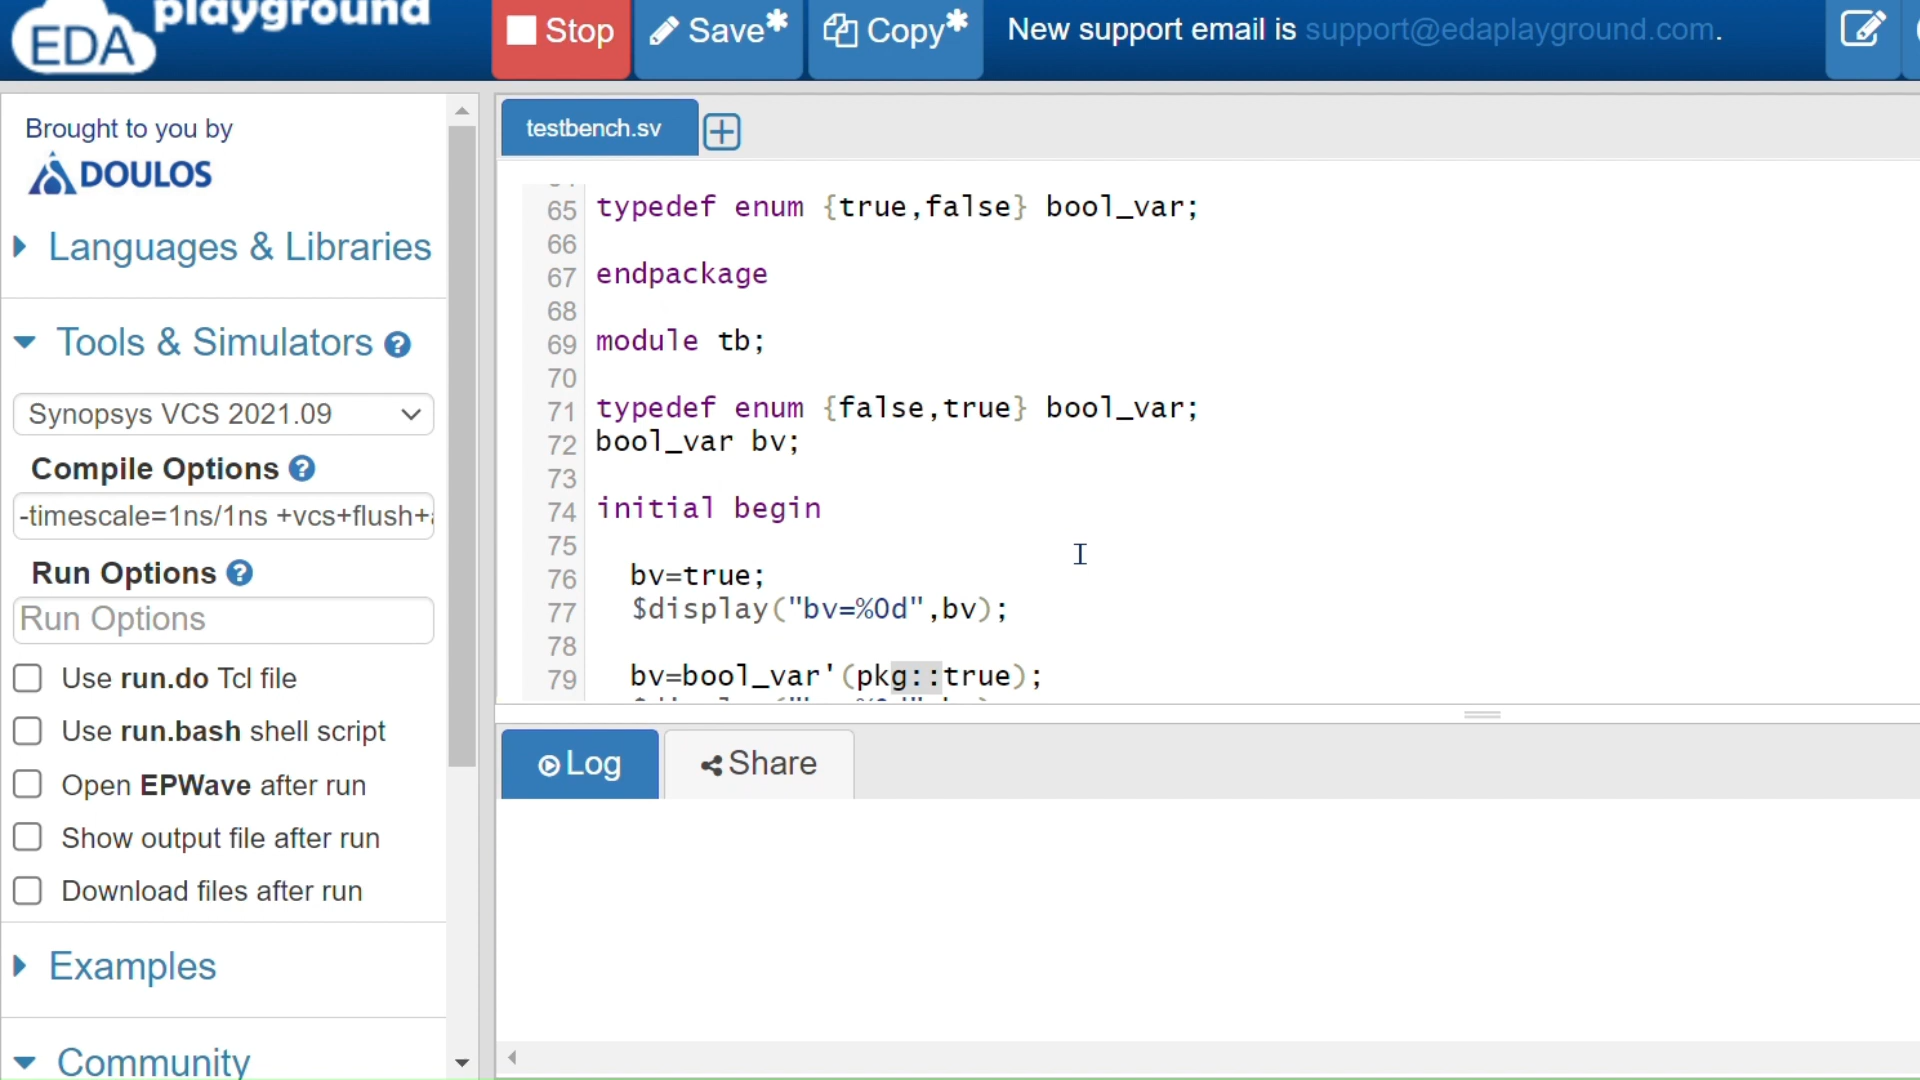 EDA playground
Stop
Save*
Copy*
New support email is support@edaplayground.com.
Brought to you by
DOULOS
Languages & Libraries
Tools & Simulators ?
Synopsys VCS 2021.09
Compile Options ?
-timescale=1ns/1ns +vcs+flush+
Run Options ?
Run Options
Use run.do Tcl file
Use run.bash shell script
Open EPWave after run
Show output file after run
Download files after run
Examples
Community
testbench.sv
65 typedef enum {true,false} bool_var;
66
67 endpackage
68
69 module tb;
70
71 typedef enum {false,true} bool_var;
72 bool_var bv;
73
74 initial begin
75
76 bv=true;
77 $display("bv=%0d",bv);
78
79 bv=bool_var'(pkg::true);
Log
Share